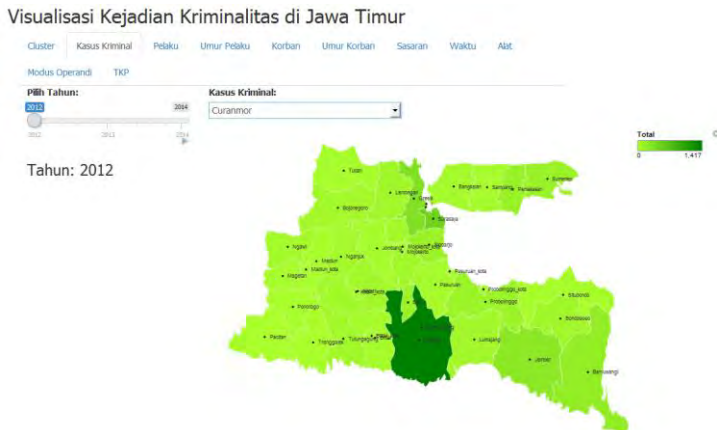 Visualisasi Kejadian Kriminalitas di Jawa Timur
Cluster Kasus Kriminal Pelaku Umur Pelaku Korban Umur Korban Sasaran Waktu Alat
Modus Operandi TKP
Pilih Tahun: Kasus Kriminal:
2012 2014 Curanmor
2012 2013 2014
Tahun: 2012
Total
0 1,417
Tuban
Lamongan
Gresik
Bangkalan Sampang Pamekasan Sumenep
Bojonegoro
Surabaya
Ngawi
Madiun
Nganjuk
Jombang
Sidoarjo
Magetan
Madiun_kota
Pasuruan_kota
Pasuruan
Probolinggo_kota
Probolinggo
Situbondo
Ponorogo
Bondowoso
Pacitan
Trenggalek
Tulungagung
Lumajang
Jember
Banyuwangi